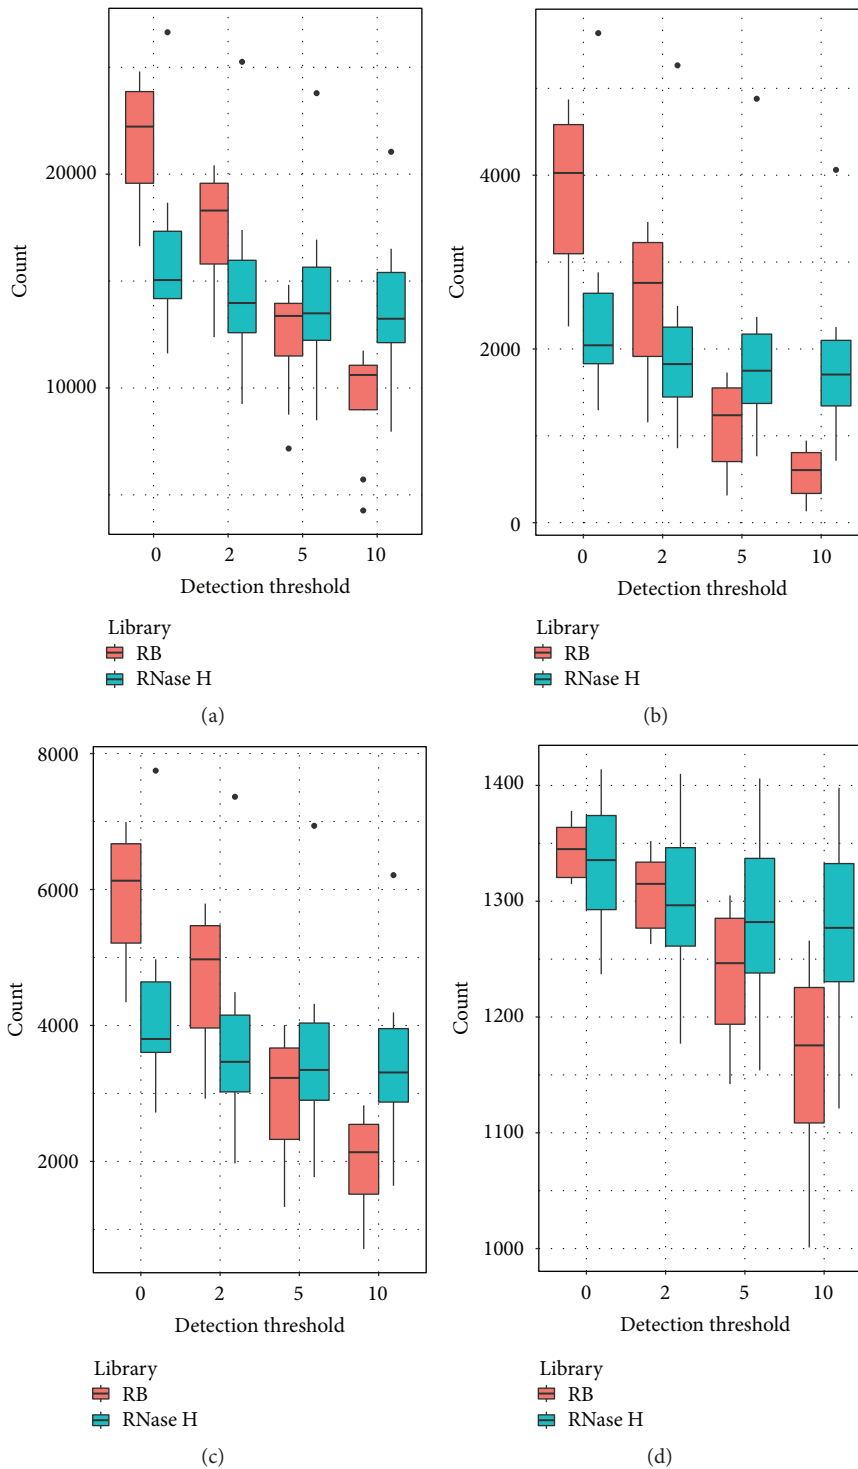 20000
10000
Count
0 2 5 10
Detection threshold
Library
RB
RNase H
(a)
4000
2000
0
Count
0 2 5 10
Detection threshold
Library
RB
RNase H
(b)
8000
6000
4000
2000
Count
0 2 5 10
Detection threshold
Library
RB
RNase H
(c)
1400
1300
1200
1100
1000
Count
0 2 5 10
Detection threshold
Library
RB
RNase H
(d)